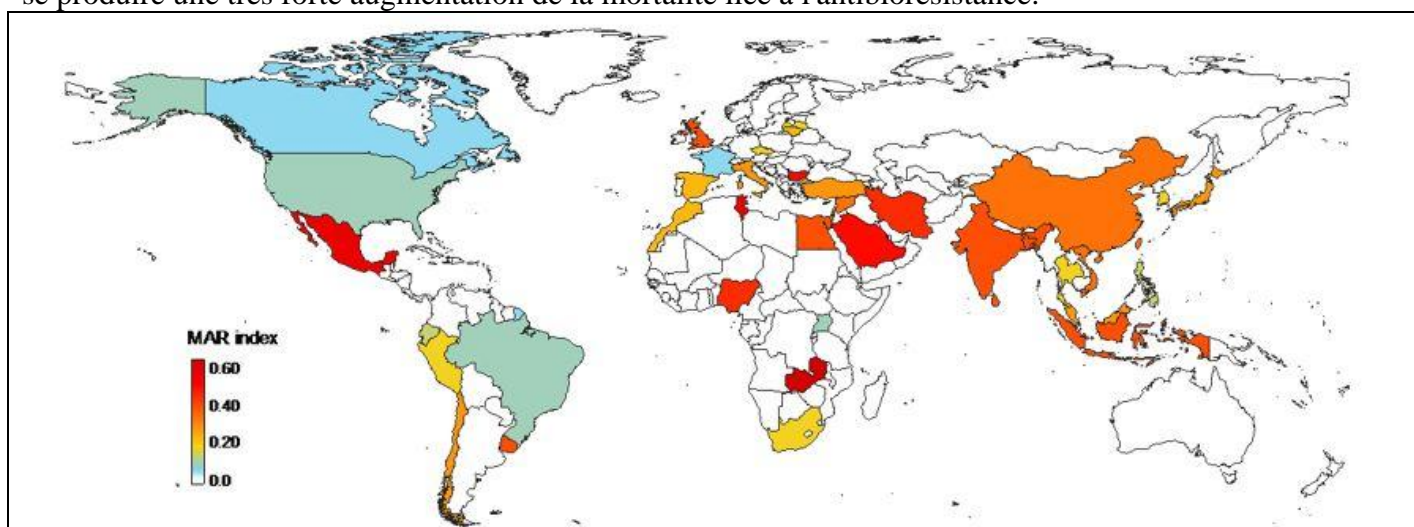 se produire une très forte augmentation de la mortalité liée à l'antibiorésistance.
MAR index
0.60
0.40
0.20
0.0